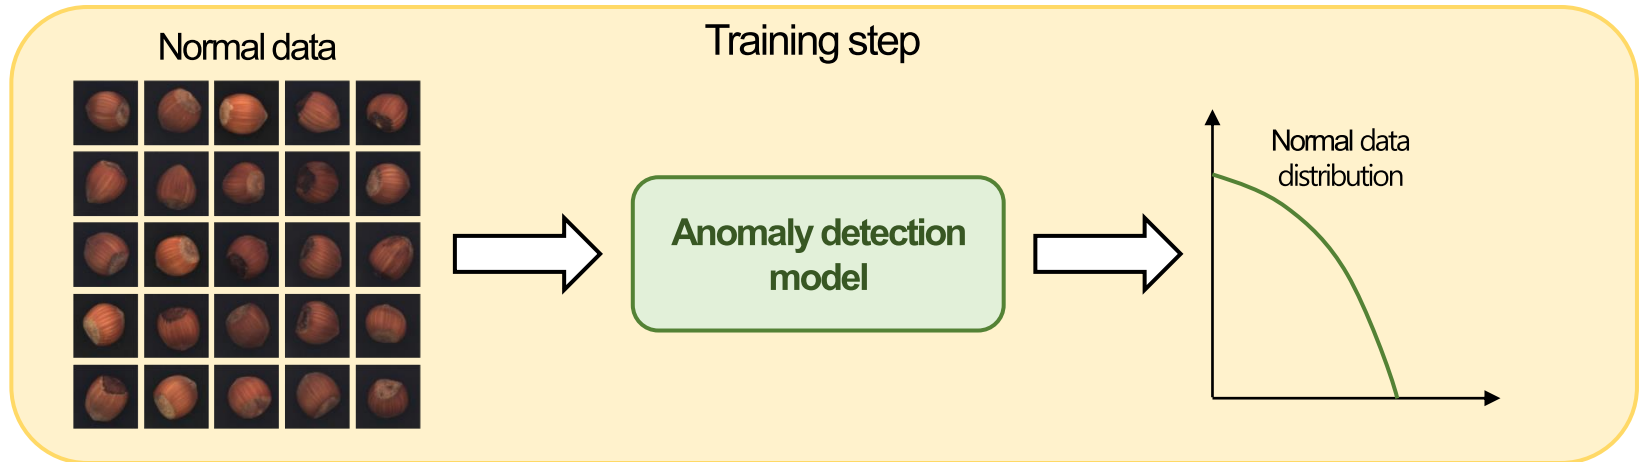 Training step
Normal data
Anomaly detection
model
Normal data
distribution